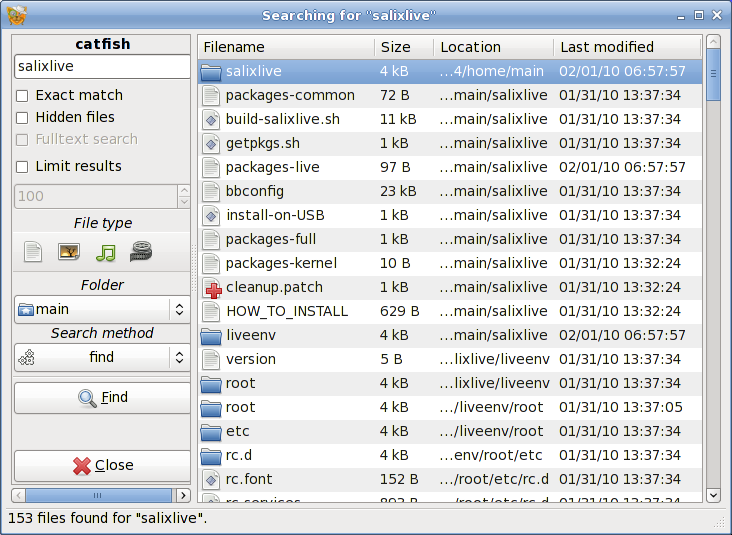 Searching for "salixlive"
catfish
salixlive
Exact match
Hidden files
Fulltext search
Limit results
100
File type
Folder
main
Search method
find
Find
Close
Filename Size Location Last modified
salixlive 4 kB ...4/home/main 02/01/10 06:57:57
packages-common 72 B ...main/salixlive 01/31/10 13:37:34
build-salixlive.sh 11 kB ...main/salixlive 01/31/10 13:37:34
getpkgs.sh 1 kB ...main/salixlive 01/31/10 13:37:34
packages-live 97 B ...main/salixlive 02/01/10 06:57:57
bbconfig 23 kB ...main/salixlive 01/31/10 13:37:34
install-on-USB 1 kB ...main/salixlive 01/31/10 13:37:34
packages-full 1 kB ...main/salixlive 01/31/10 13:37:34
packages-kernel 10 B ...main/salixlive 01/31/10 13:32:24
cleanup.patch 1 kB ...main/salixlive 01/31/10 13:32:24
HOW_TO_INSTALL 629 B ...main/salixlive 01/31/10 13:32:24
liveenv 4 kB ...main/salixlive 02/01/10 06:57:57
version 5 B ...lixlive/liveenv 01/31/10 13:37:34
root 4 kB ...lixlive/liveenv 01/31/10 13:37:34
root 4 kB .../liveenv/root 01/31/10 13:37:05
etc 4 kB .../liveenv/root 01/31/10 13:37:34
rc.d 4 kB ...env/root/etc 01/31/10 13:37:34
rc.font 152 B .../root/etc/rc.d 01/31/10 13:37:34
rc.services 893 B .../root/etc/rc.d 01/31/10 13:37:34
153 files found for "salixlive".